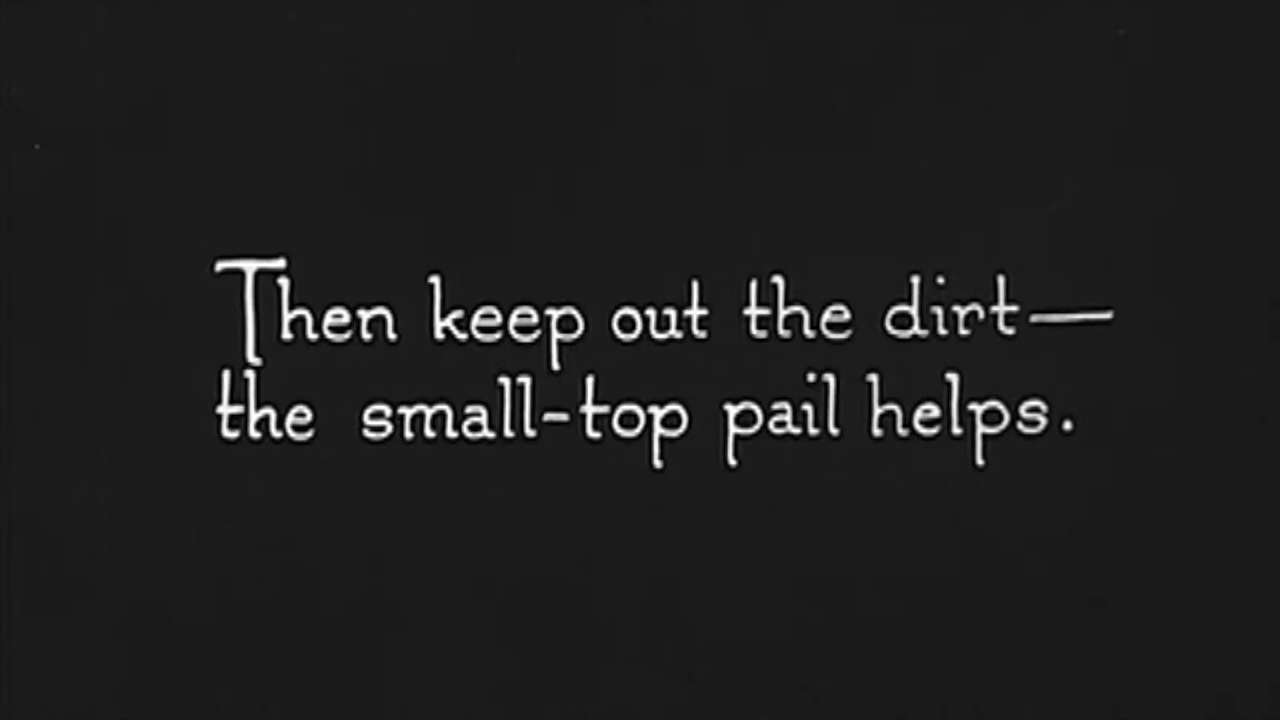 Then keep out the dirt—
the small-top pail helps.